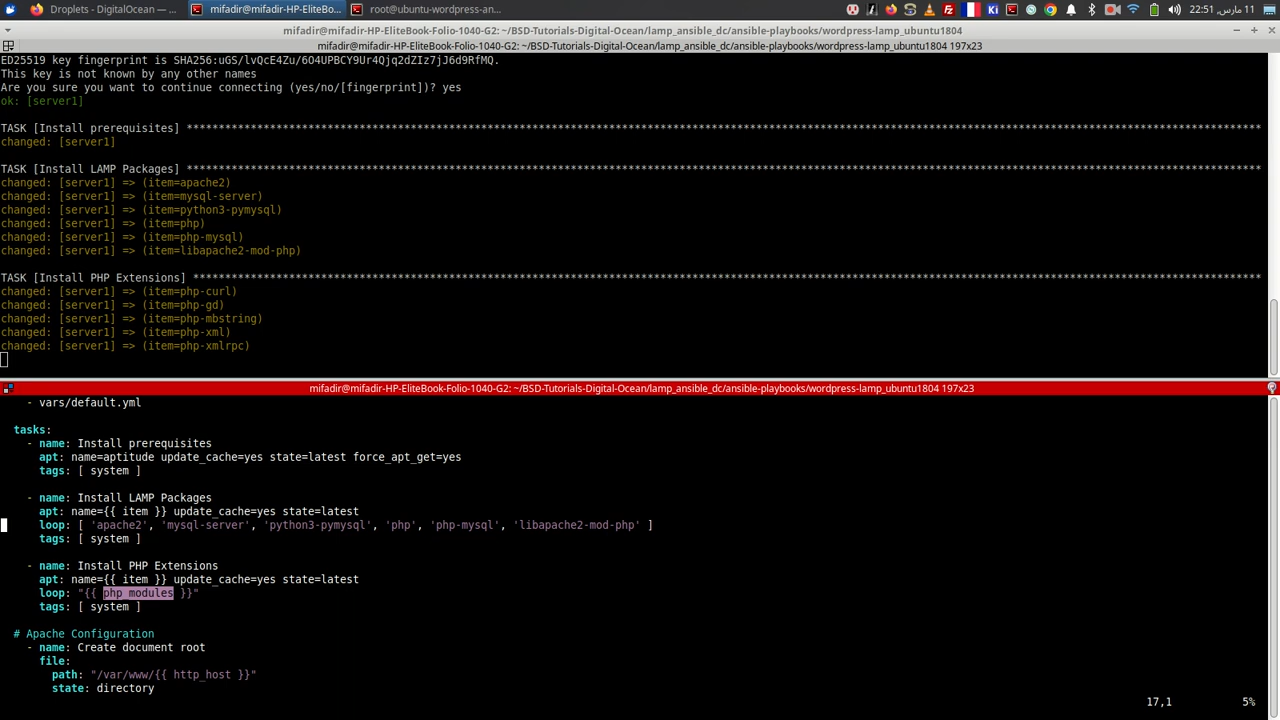 Droplets - DigitalOcean — ...
mifadir@mifadir-HP-EliteBo...
root@ubuntu-wordpress-an...
Ki
22:51 مارس, 11
mifadir@mifadir-HP-EliteBook-Folio-1040-G2: ~/BSD-Tutorials-Digital-Ocean/lamp_ansible_dc/ansible-playbooks/wordpress-lamp_ubuntu1804
mifadir@mifadir-HP-EliteBook-Folio-1040-G2: ~/BSD-Tutorials-Digital-Ocean/lamp_ansible_dc/ansible-playbooks/wordpress-lamp_ubuntu1804 197x23
ED25519 key fingerprint is SHA256:uGS/lvQcE4Zu/6O4UPBCY9Ur4Qjq2dZIz7jJ6d9RfMQ.
This key is not known by any other names
Are you sure you want to continue connecting (yes/no/[fingerprint])? yes
ok: [server1]
TASK [Install prerequisites] ************************************************************************************************************************************************************************
changed: [server1]
TASK [Install LAMP Packages] ************************************************************************************************************************************************************************
changed: [server1] => (item=apache2)
changed: [server1] => (item=mysql-server)
changed: [server1] => (item=python3-pymysql)
changed: [server1] => (item=php)
changed: [server1] => (item=php-mysql)
changed: [server1] => (item=libapache2-mod-php)
TASK [Install PHP Extensions] ***********************************************************************************************************************************************************************
changed: [server1] => (item=php-curl)
changed: [server1] => (item=php-gd)
changed: [server1] => (item=php-mbstring)
changed: [server1] => (item=php-xml)
changed: [server1] => (item=php-xmlrpc)
mifadir@mifadir-HP-EliteBook-Folio-1040-G2: ~/BSD-Tutorials-Digital-Ocean/lamp_ansible_dc/ansible-playbooks/wordpress-lamp_ubuntu1804 197x23
- vars/default.yml
tasks:
- name: Install prerequisites
apt: name=aptitude update_cache=yes state=latest force_apt_get=yes
tags: [ system ]
- name: Install LAMP Packages
apt: name={{ item }} update_cache=yes state=latest
loop: [ 'apache2', 'mysql-server', 'python3-pymysql', 'php', 'php-mysql', 'libapache2-mod-php' ]
tags: [ system ]
- name: Install PHP Extensions
apt: name={{ item }} update_cache=yes state=latest
loop: "{{ php_modules }}"
tags: [ system ]
# Apache Configuration
- name: Create document root
file:
path: "/var/www/{{ http_host }}"
state: directory
17,1 5%